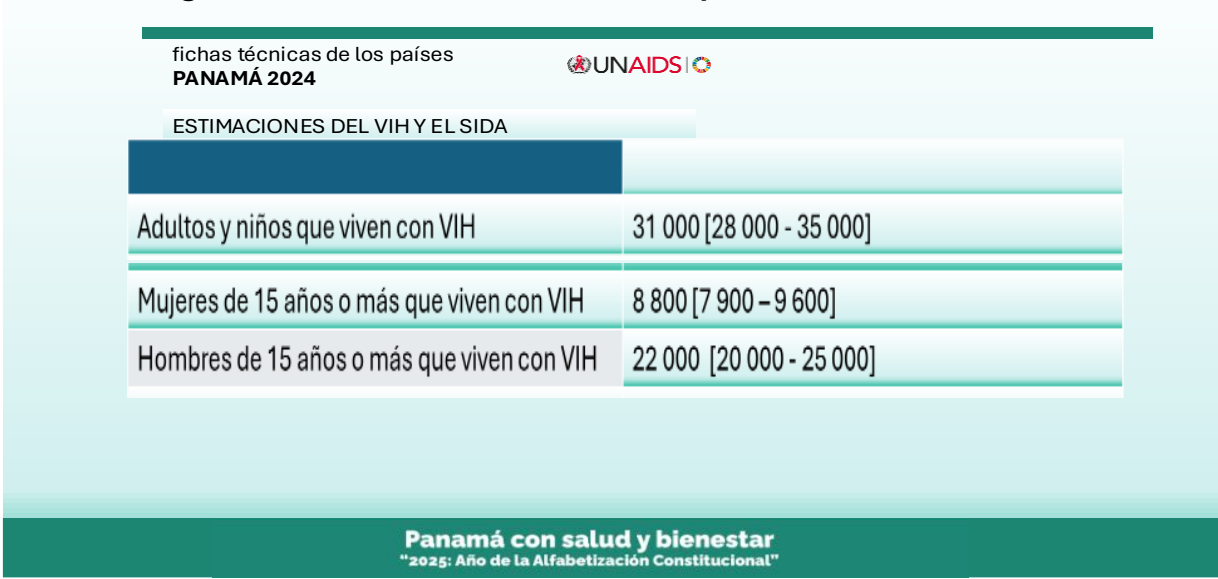 fichas técnicas de los países
PANAMÁ 2024
UNAIDS
ESTIMACIONES DEL VIH Y EL SIDA
Adultos y niños que viven con VIH 31 000 [28 000 - 35 000]
Mujeres de 15 años o más que viven con VIH 8 800 [7 900 – 9 600]
Hombres de 15 años o más que viven con VIH 22 000 [20 000 - 25 000]
Panamá con salud y bienestar
"2025: Año de la Alfabetización Constitucional"